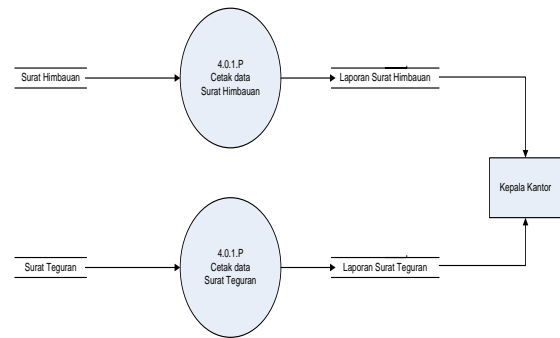 Surat Himbauan
4.0.1.P
Cetak data
Surat Himbauan
Laporan Surat Himbauan
Kepala Kantor
Surat Teguran
4.0.1.P
Cetak data
Surat Teguran
Laporan Surat Teguran